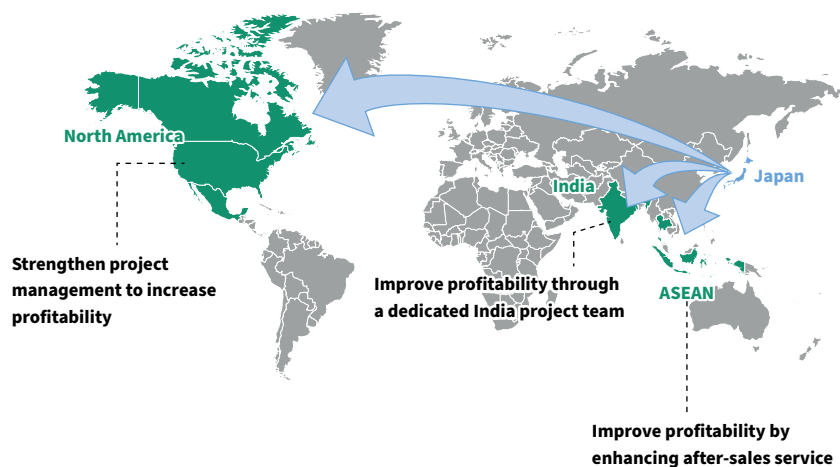 North America
India
Japan
Strengthen project
management to increase
profitability
Improve profitability through
a dedicated India project team
ASEAN
Improve profitability by
enhancing after-sales service